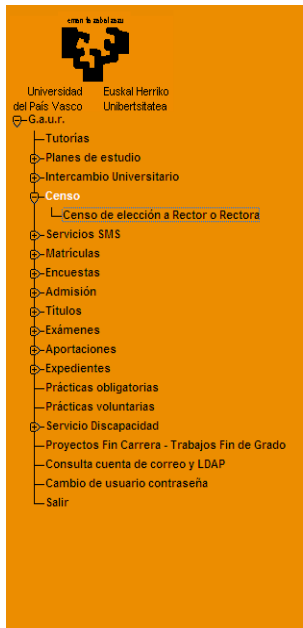 eman ta zabal zazu
Universidad Euskal Herriko
del País Vasco Unibertsitatea
G.a.u.r.
Tutorías
Planes de estudio
Intercambio Universitario
Censo
Censo de elección a Rector o Rectora
Servicios SMS
Matrículas
Encuestas
Admisión
Títulos
Exámenes
Aportaciones
Expedientes
Prácticas obligatorias
Prácticas voluntarias
Servicio Discapacidad
Proyectos Fin Carrera - Trabajos Fin de Grado
Consulta cuenta de correo y LDAP
Cambio de usuario contraseña
Salir